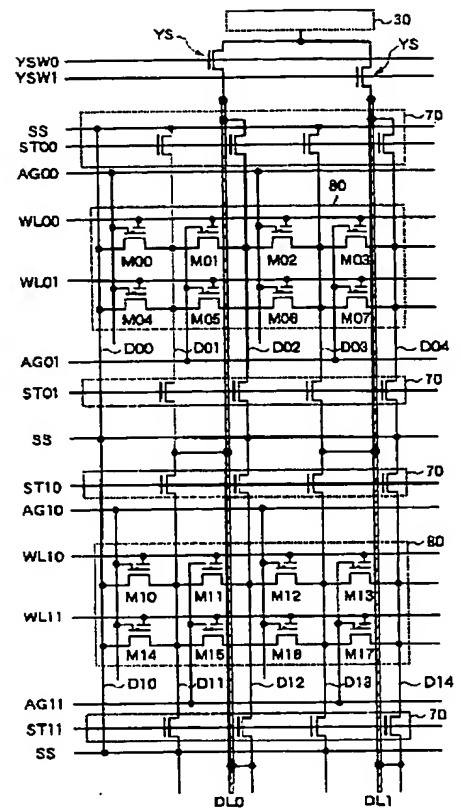 30
YS
YSW0
YS
YSW1
70
SS
ST00
AG00
80
WL00
M00 M01 M02 M03
WL01
M04 M05 M06 M07
D00 D01 D02 D03 D04
AG01
70
ST01
SS
70
ST10
AG10
80
WL10
M10 M11 M12 M13
WL11
M14 M15 M16 M17
D10 D11 D12 D13 D14
AG11
70
ST11
SS
DL0 DL1